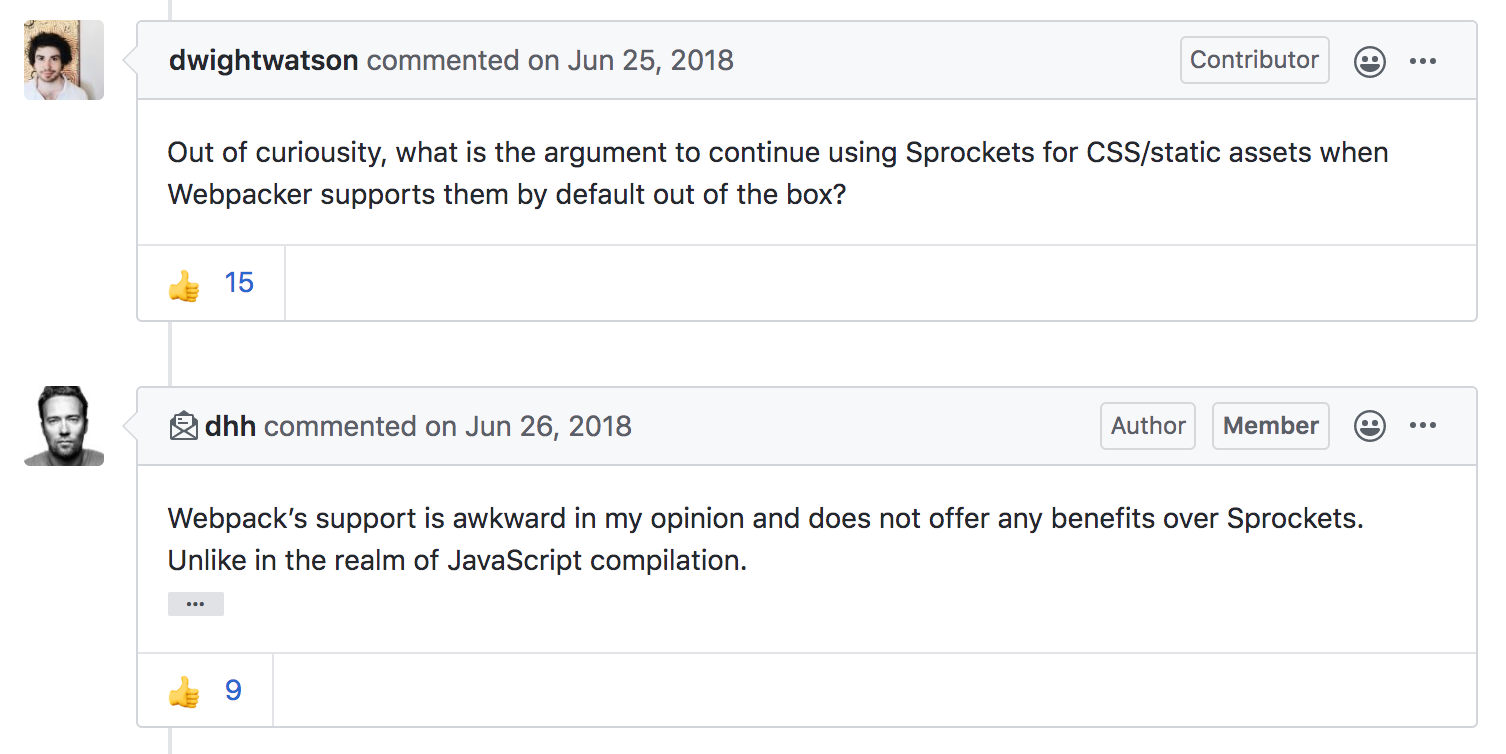 dwightwatson commented on Jun 25, 2018 Contributor
Out of curiousity, what is the argument to continue using Sprockets for CSS/static assets when
Webpacker supports them by default out of the box?
👍 15
dhh commented on Jun 26, 2018 Author Member
Webpack’s support is awkward in my opinion and does not offer any benefits over Sprockets.
Unlike in the realm of JavaScript compilation.
👍 9